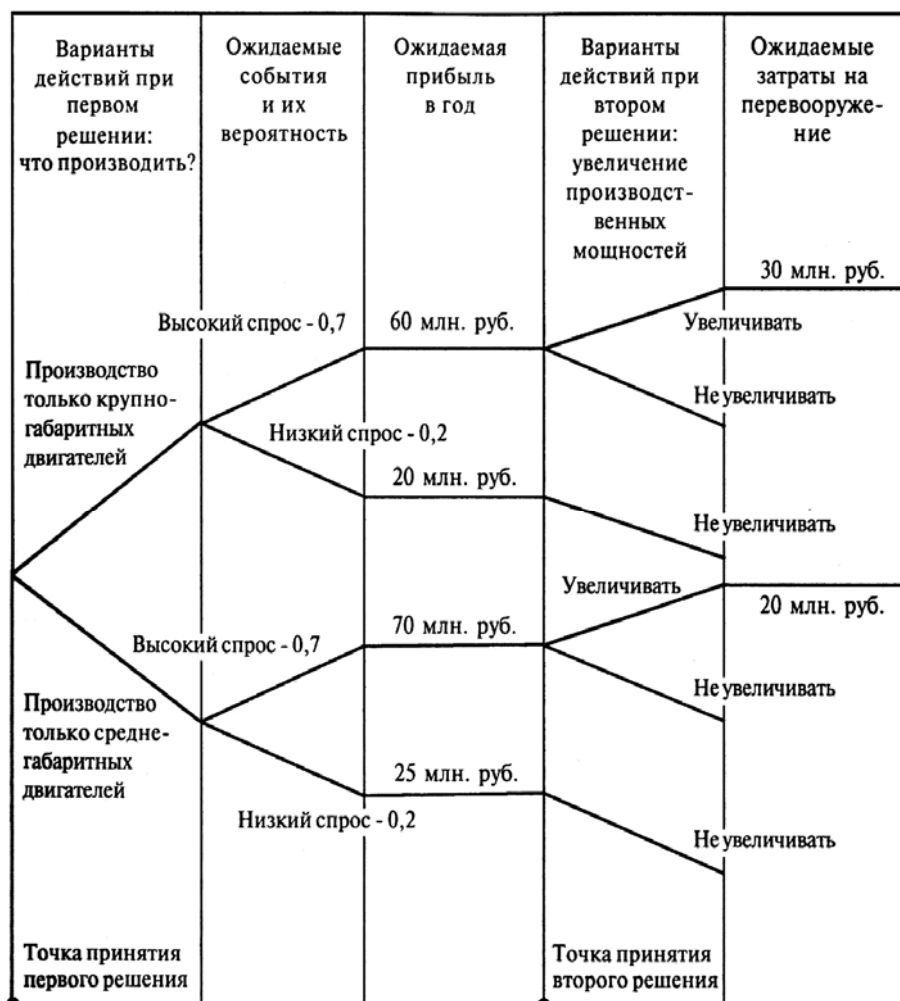 Варианты
действий при
первом
решении:
что производить?
Ожидаемые
события
и их
вероятность
Ожидаемая
прибыль
в год
Варианты
действий при
втором
решении:
увеличение
производст-
венных
мощностей
Ожидаемые
затраты на
перевооруже-
ние
30 млн. руб.
Высокий спрос - 0,7
60 млн. руб.
Увеличивать
Производство
только крупно-
габаритных
двигателей
Не увеличивать
Низкий спрос - 0,2
20 млн. руб.
Не увеличивать
Увеличивать
20 млн. руб.
Высокий спрос - 0,7
70 млн. руб.
Не увеличивать
Производство
только средне-
габаритных
двигателей
25 млн. руб.
Низкий спрос - 0,2
Не увеличивать
Точка принятия
первого решения
Точка принятия
второго решения